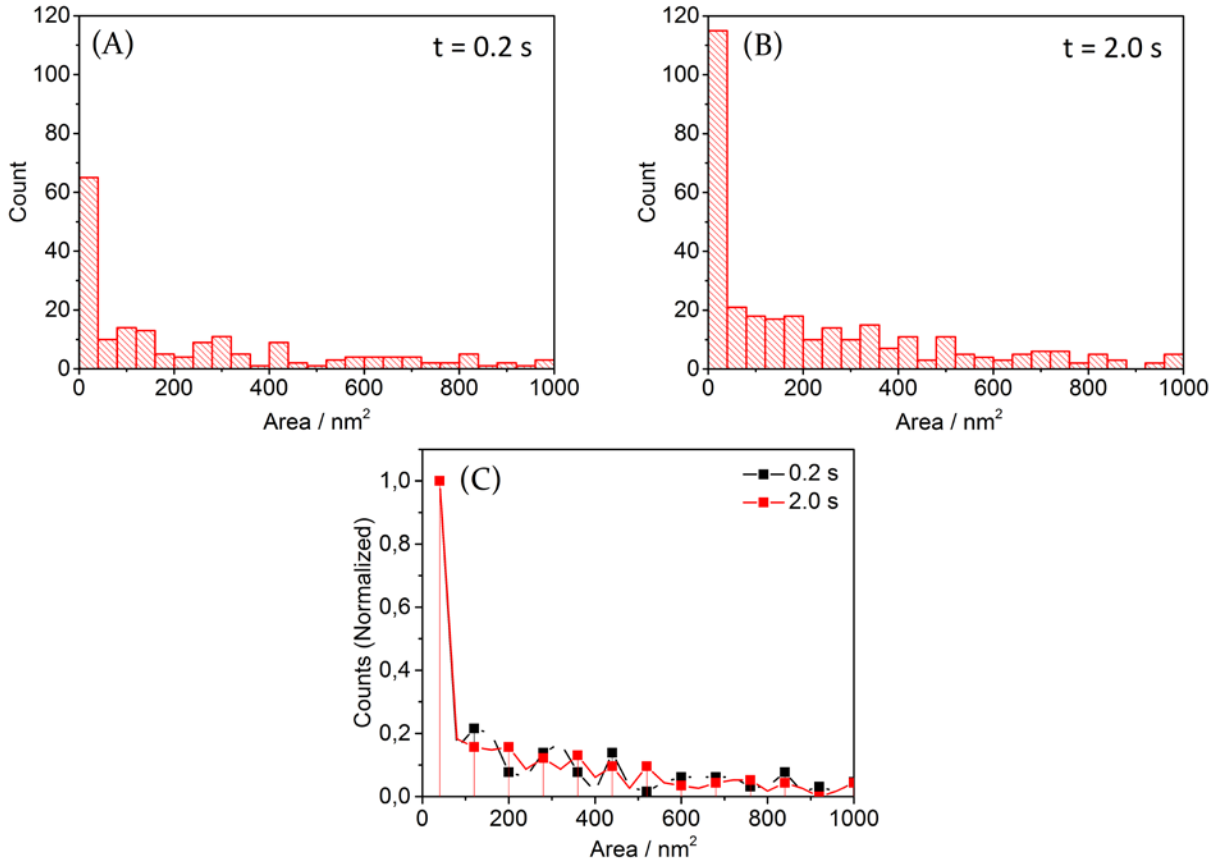 (A)
t = 0.2 s
Count
120
100
80
60
40
20
0
0 200 400 600 800 1000
Area / nm²
(B)
t = 2.0 s
Count
120
100
80
60
40
20
0
0 200 400 600 800 1000
Area / nm²
(C)
0.2 s
2.0 s
Counts (Normalized)
1,0
0,8
0,6
0,4
0,2
0,0
0 200 400 600 800 1000
Area / nm²